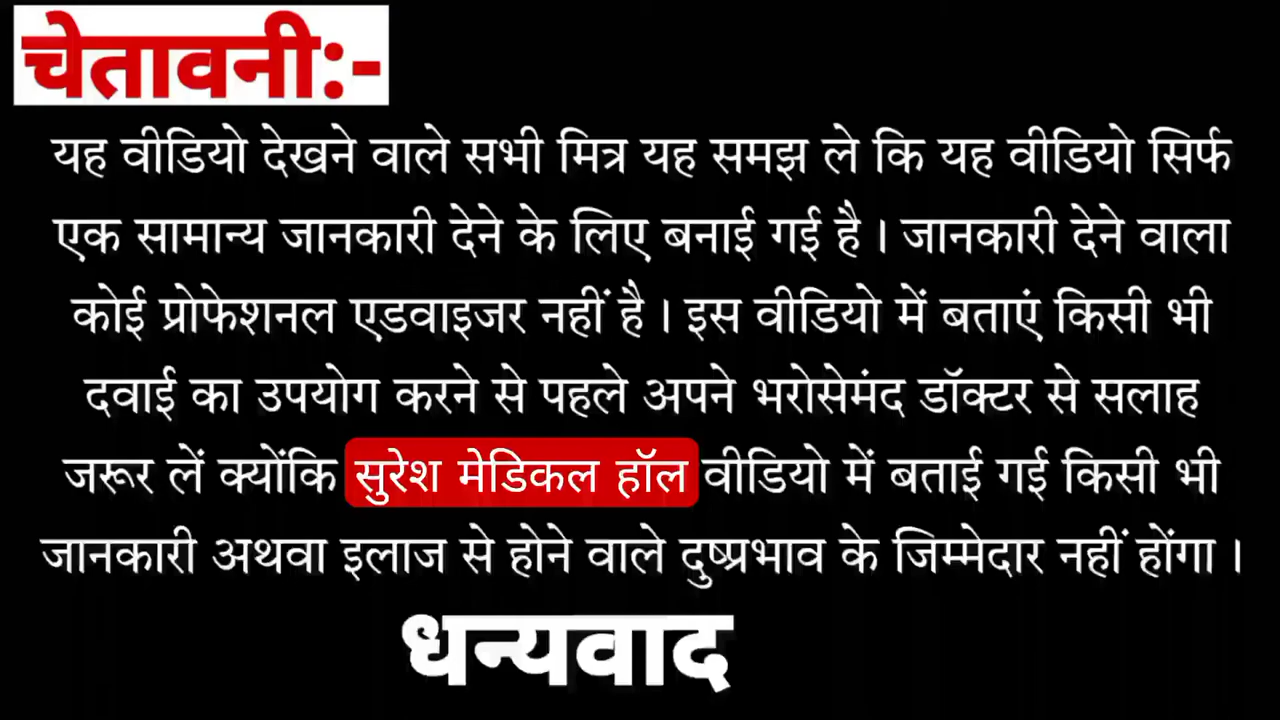 चेतावनी:-
यह वीडियो देखने वाले सभी मित्र यह समझ ले कि यह वीडियो सिर्फ
एक सामान्य जानकारी देने के लिए बनाई गई है । जानकारी देने वाला
कोई प्रोफेशनल एडवाइजर नहीं है । इस वीडियो में बताएं किसी भी
दवाई का उपयोग करने से पहले अपने भरोसेमंद डॉक्टर से सलाह
जरूर लें क्योंकि सुरेश मेडिकल हॉल वीडियो में बताई गई किसी भी
जानकारी अथवा इलाज से होने वाले दुष्प्रभाव के जिम्मेदार नहीं होंगा ।
धन्यवाद